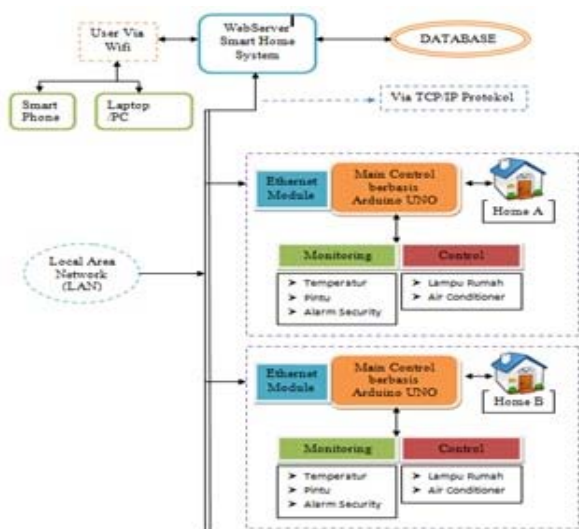 User Via
Wifi
WebServer
Smart Home
System
DATABASE
Smart
Phone
Laptop
/PC
Via TCP/IP Protokol
Local Area
Network
(LAN)
Ethernet
Module
Main Control
berbasis
Arduino UNO
Home A
Monitoring
Control
➤ Temperatur
➤ Pintu
➤ Alarm Security
➤ Lampu Rumah
➤ Air Conditioner
Ethernet
Module
Main Control
berbasis
Arduino UNO
Home B
Monitoring
Control
➤ Temperatur
➤ Pintu
➤ Alarm Security
➤ Lampu Rumah
➤ Air Conditioner